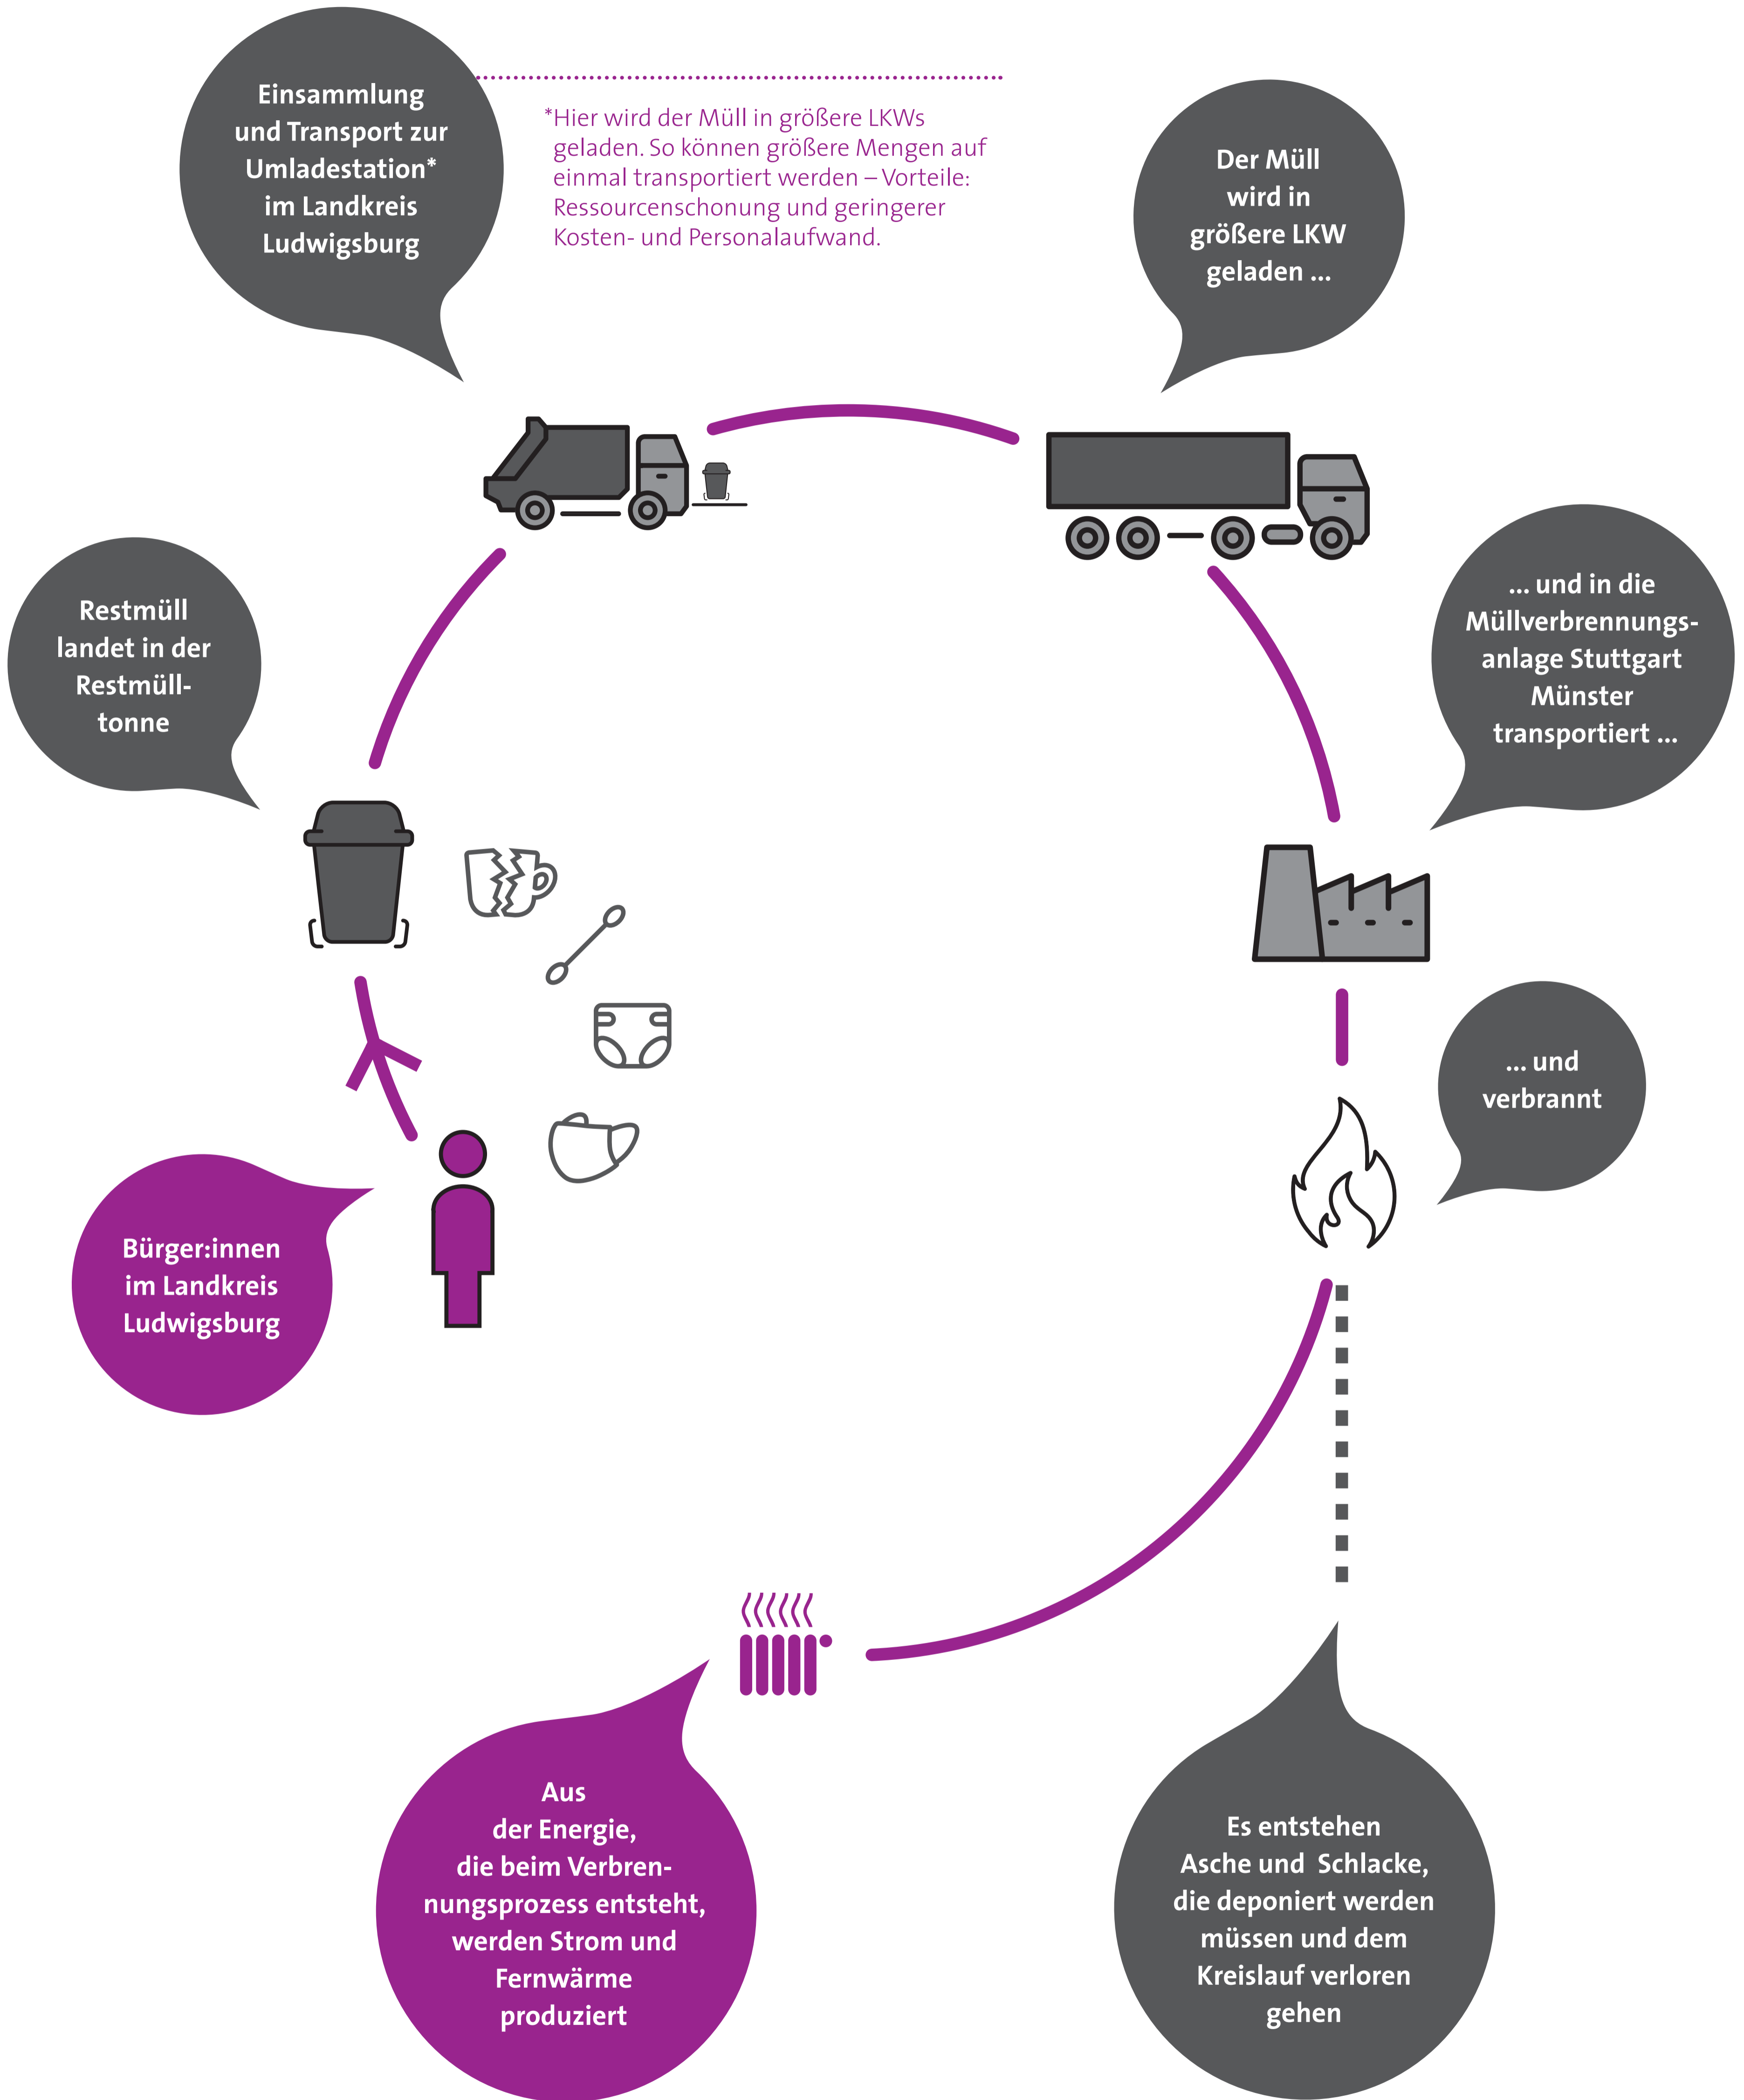 Einsammlung
und Transport zur
Umladestation*
im Landkreis
Ludwigsburg
*Hier wird der Müll in größere LKWs
geladen. So können größere Mengen auf
einmal transportiert werden – Vorteile:
Ressourcenschonung und geringerer
Kosten- und Personalaufwand.
Der Müll
wird in
größere LKW
geladen ...
... und in die
Müllverbrennungs-
anlage Stuttgart
Münster
transportiert ...
Restmüll
landet in der
Restmüll-
tonne
... und
verbrannt
Bürger:innen
im Landkreis
Ludwigsburg
Aus
der Energie,
die beim Verbren-
nungsprozess entsteht,
werden Strom und
Fernwärme
produziert
Es entstehen
Asche und  Schlacke,
die deponiert werden
müssen und dem
Kreislauf verloren
gehen